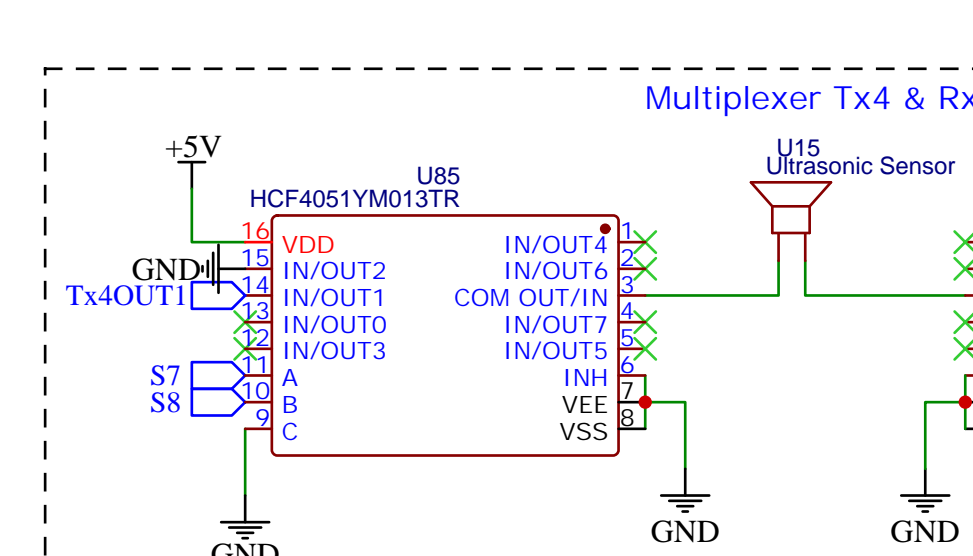 Multiplexer Tx4 & Rx
+5V
U85
HCF4051YM013TR
U15
Ultrasonic Sensor
16 VDD
15 IN/OUT2
14 IN/OUT1
13 IN/OUT0
12 IN/OUT3
11 A
10 B
9 C
GND
Tx4OUT1
S7
S8
IN/OUT4 1
IN/OUT6 2
COM OUT/IN 3
IN/OUT7 4
IN/OUT5 5
INH 6
VEE 7
VSS 8
GND
GND
GND